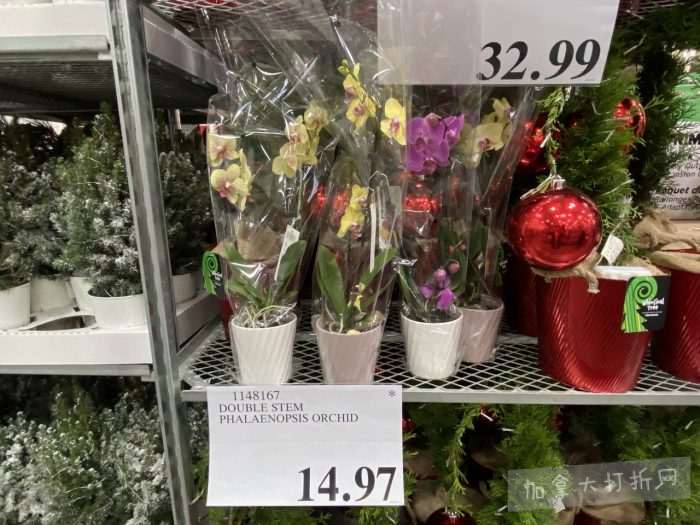 32.99
1148167 *
DOUBLE STEM
PHALAENOPSIS ORCHID
14.97
加拿大打折网